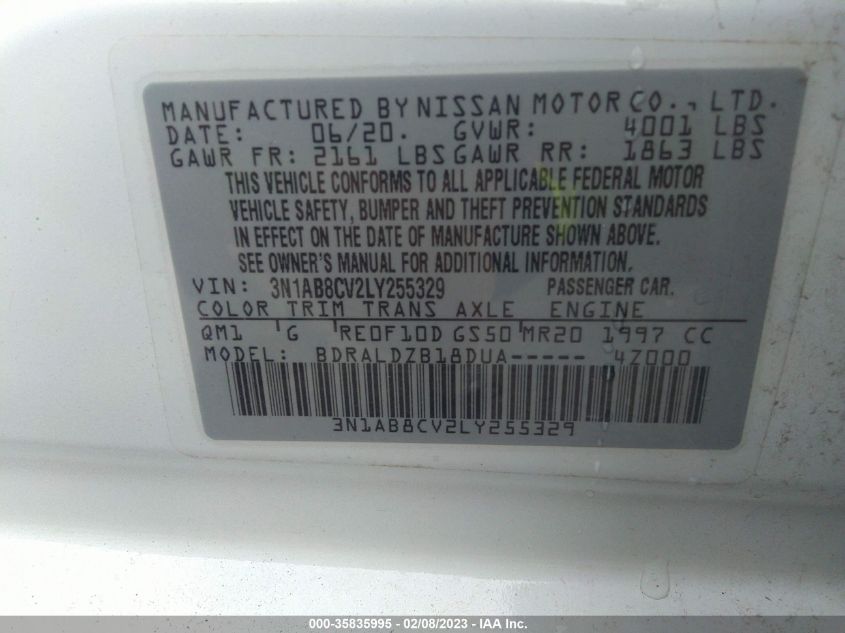 MANUFACTURED BY NISSAN MOTOR CO., LTD.
DATE: 06/20. GVWR: 4001 LBS
GAWR FR: 2161 LBS GAWR RR: 1863 LBS
THIS VEHICLE CONFORMS TO ALL APPLICABLE FEDERAL MOTOR
VEHICLE SAFETY, BUMPER AND THEFT PREVENTION STANDARDS
IN EFFECT ON THE DATE OF MANUFACTURE SHOWN ABOVE.
SEE OWNER'S MANUAL FOR ADDITIONAL INFORMATION.
VIN: 3N1AB8CV2LY255329 PASSENGER CAR.
COLOR TRIM TRANS AXLE ENGINE
QM1 G RE0F10D GS50 MR20 1997 CC
MODEL: BDRALDZB18DUA----- 4Z000
3N1AB8CV2LY255329
000-35835995 - 02/08/2023 - IAA Inc.